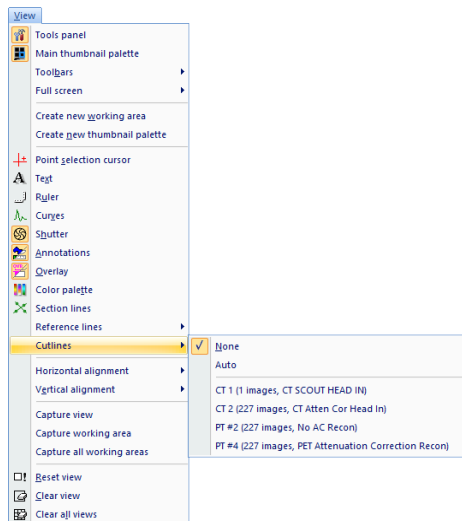 View
Tools panel
Main thumbnail palette
Toolbars
Full screen
Create new working area
Create new thumbnail palette
Point selection cursor
Text
Ruler
Curves
Shutter
Annotations
Overlay
Color palette
Section lines
Reference lines
Cutlines
None
Auto
CT 1 (1 images, CT SCOUT HEAD IN)
CT 2 (227 images, CT Atten Cor Head In)
PT #2 (227 images, No AC Recon)
PT #4 (227 images, PET Attenuation Correction Recon)
Horizontal alignment
Vertical alignment
Capture view
Capture working area
Capture all working areas
Reset view
Clear view
Clear all views